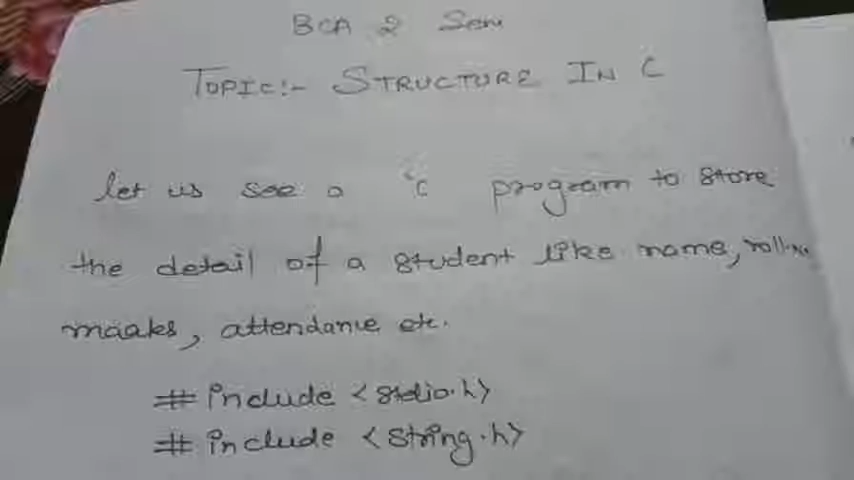 BCA 2 Sem
TOPIC:- STRUCTURE IN C
let us see a 'C program to store
the detail of a student like name, roll-no
marks, attendance etc.
# include <stdio.h>
# include <string.h>